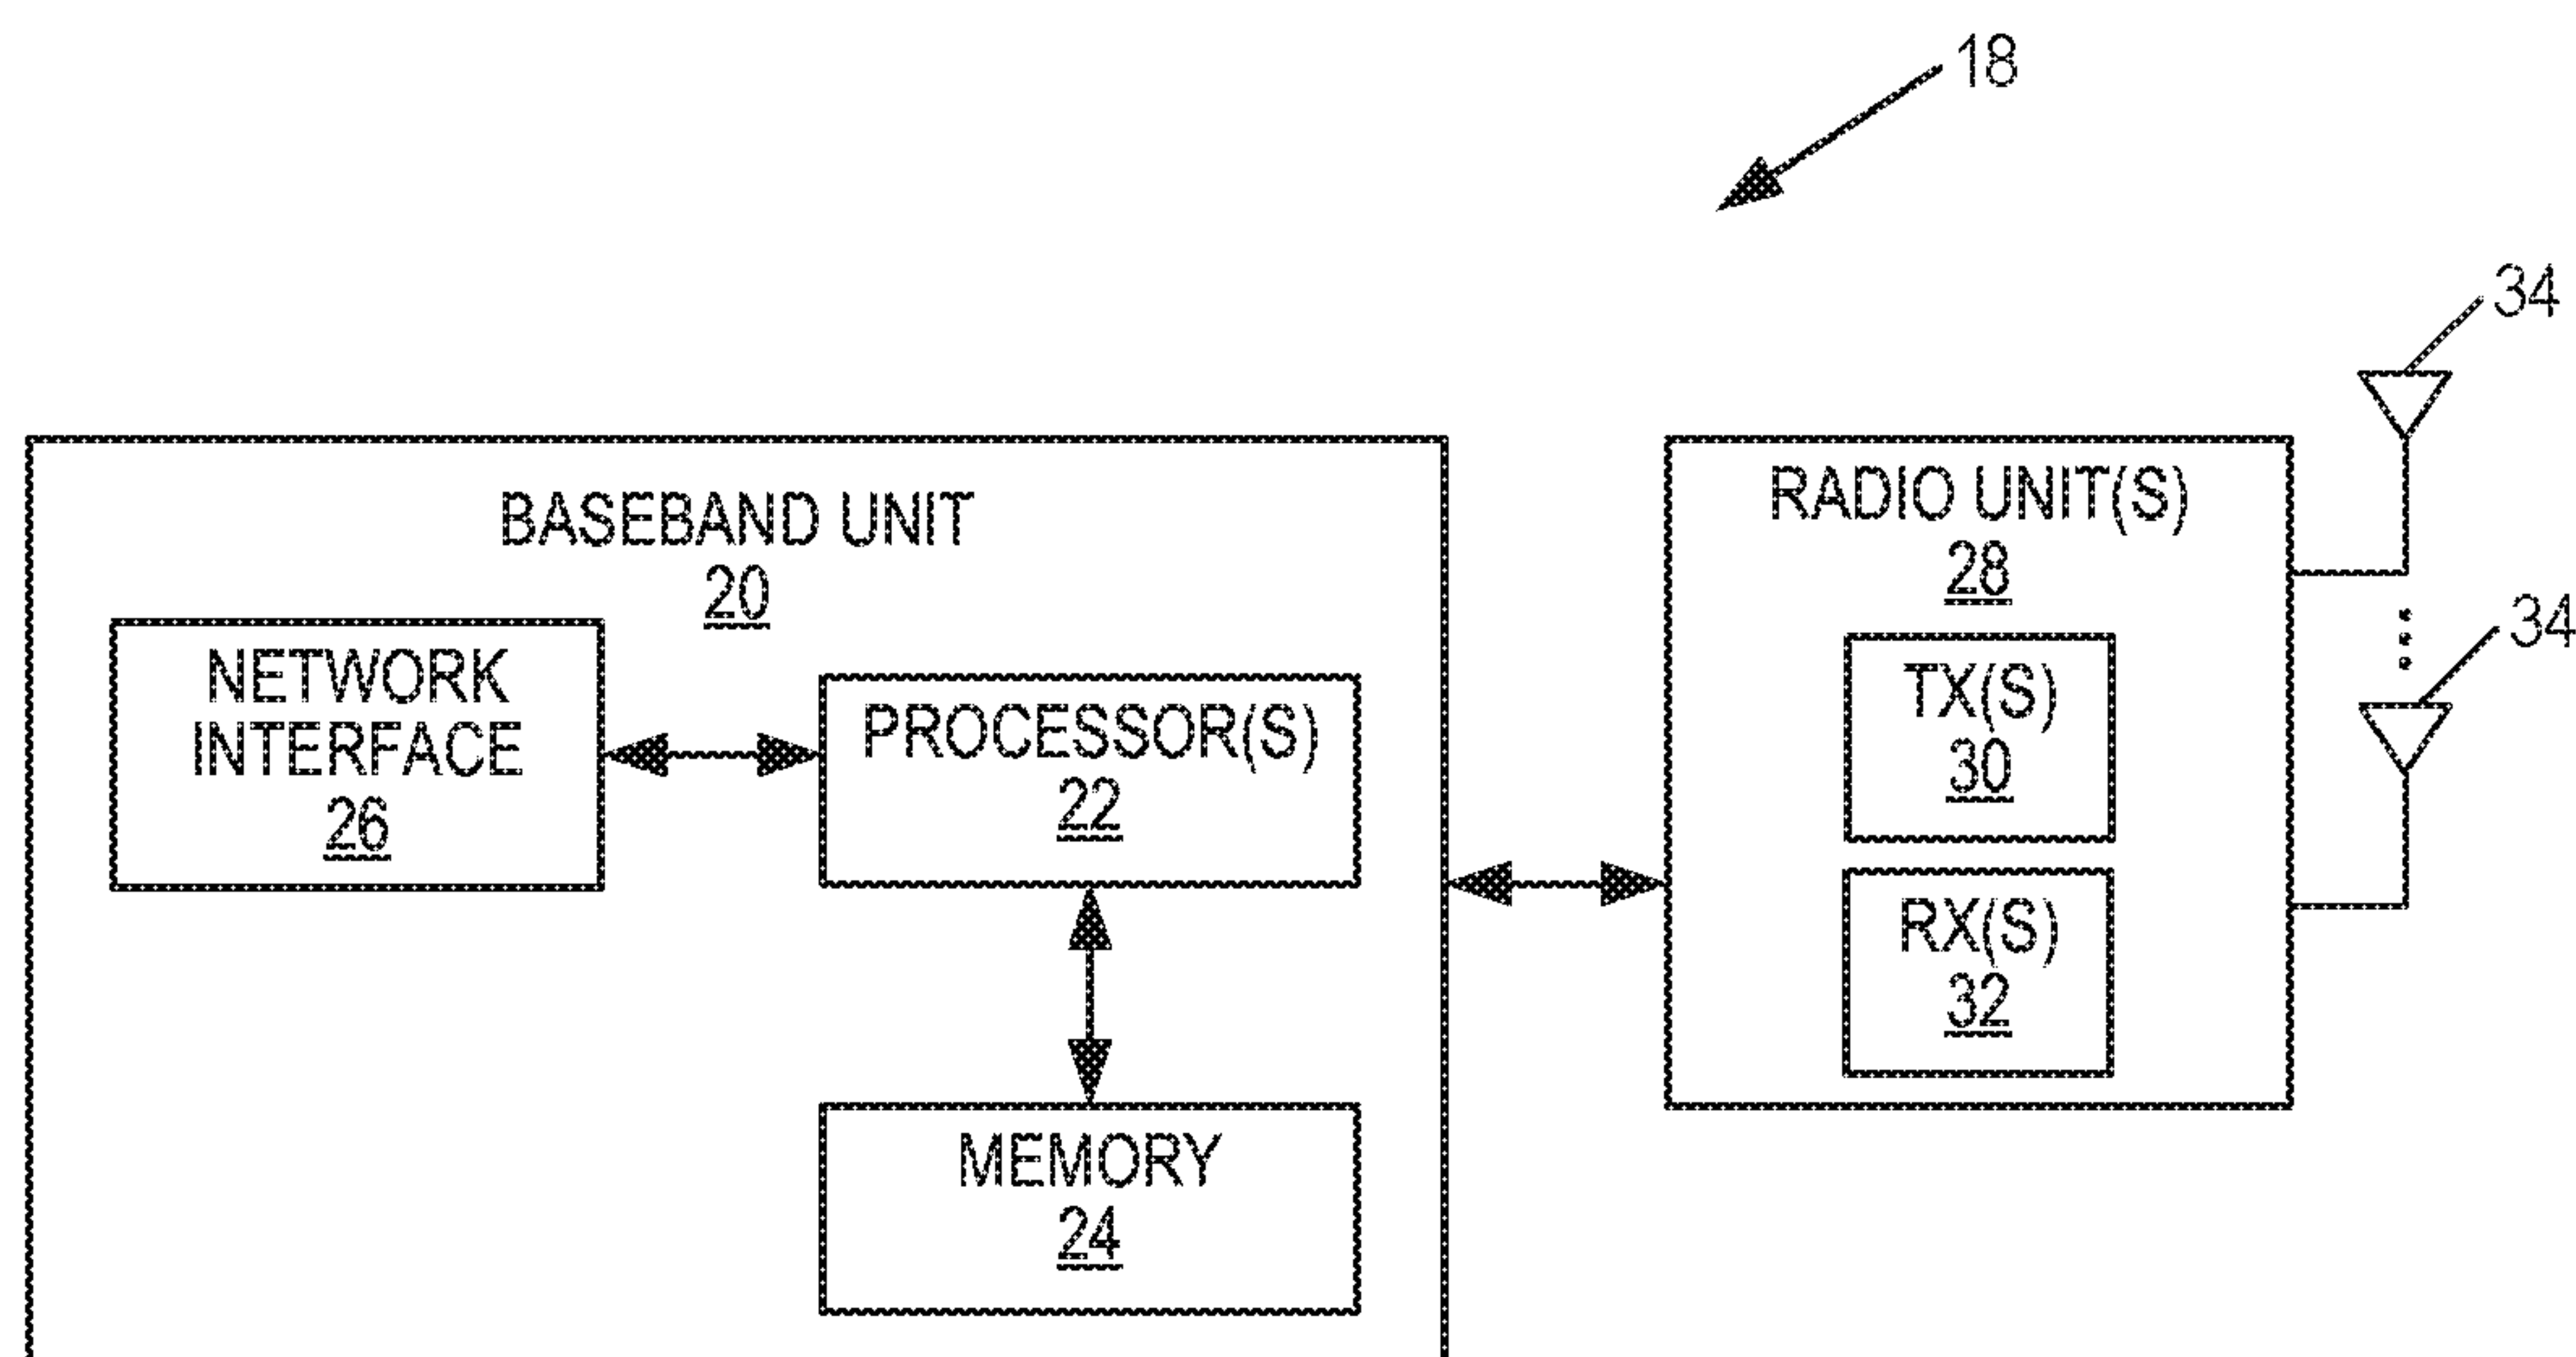 18
34
BASEBAND UNIT
20
RADIO UNIT(S)
28
34
NETWORK
INTERFACE
26
PROCESSOR(S)
22
TX(S)
30
RX(S)
32
MEMORY
24